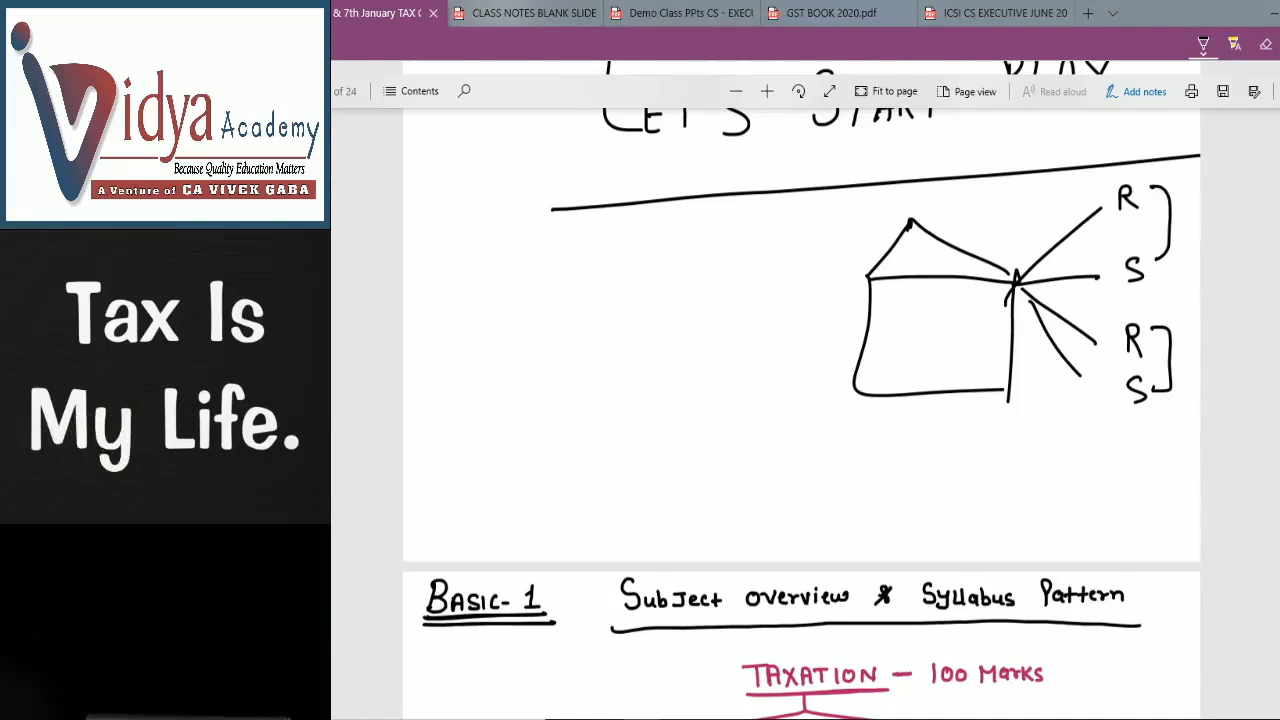 & 7th January TAX C
CLASS NOTES BLANK SLIDE
Demo Class PPts CS - EXECU
GST BOOK 2020.pdf
ICSI CS EXECUTIVE JUNE 20
of 24
Contents
Fit to page
Page view
Read aloud
Add notes
Vidya
Academy
Because Quality Education Matters
A Venture of CA VIVEK GABA
Tax Is
My Life.
PLAY
LET'S START
R
S
R
S
BASIC-1 Subject overview & Syllabus Pattern
TAXATION - 100 Marks